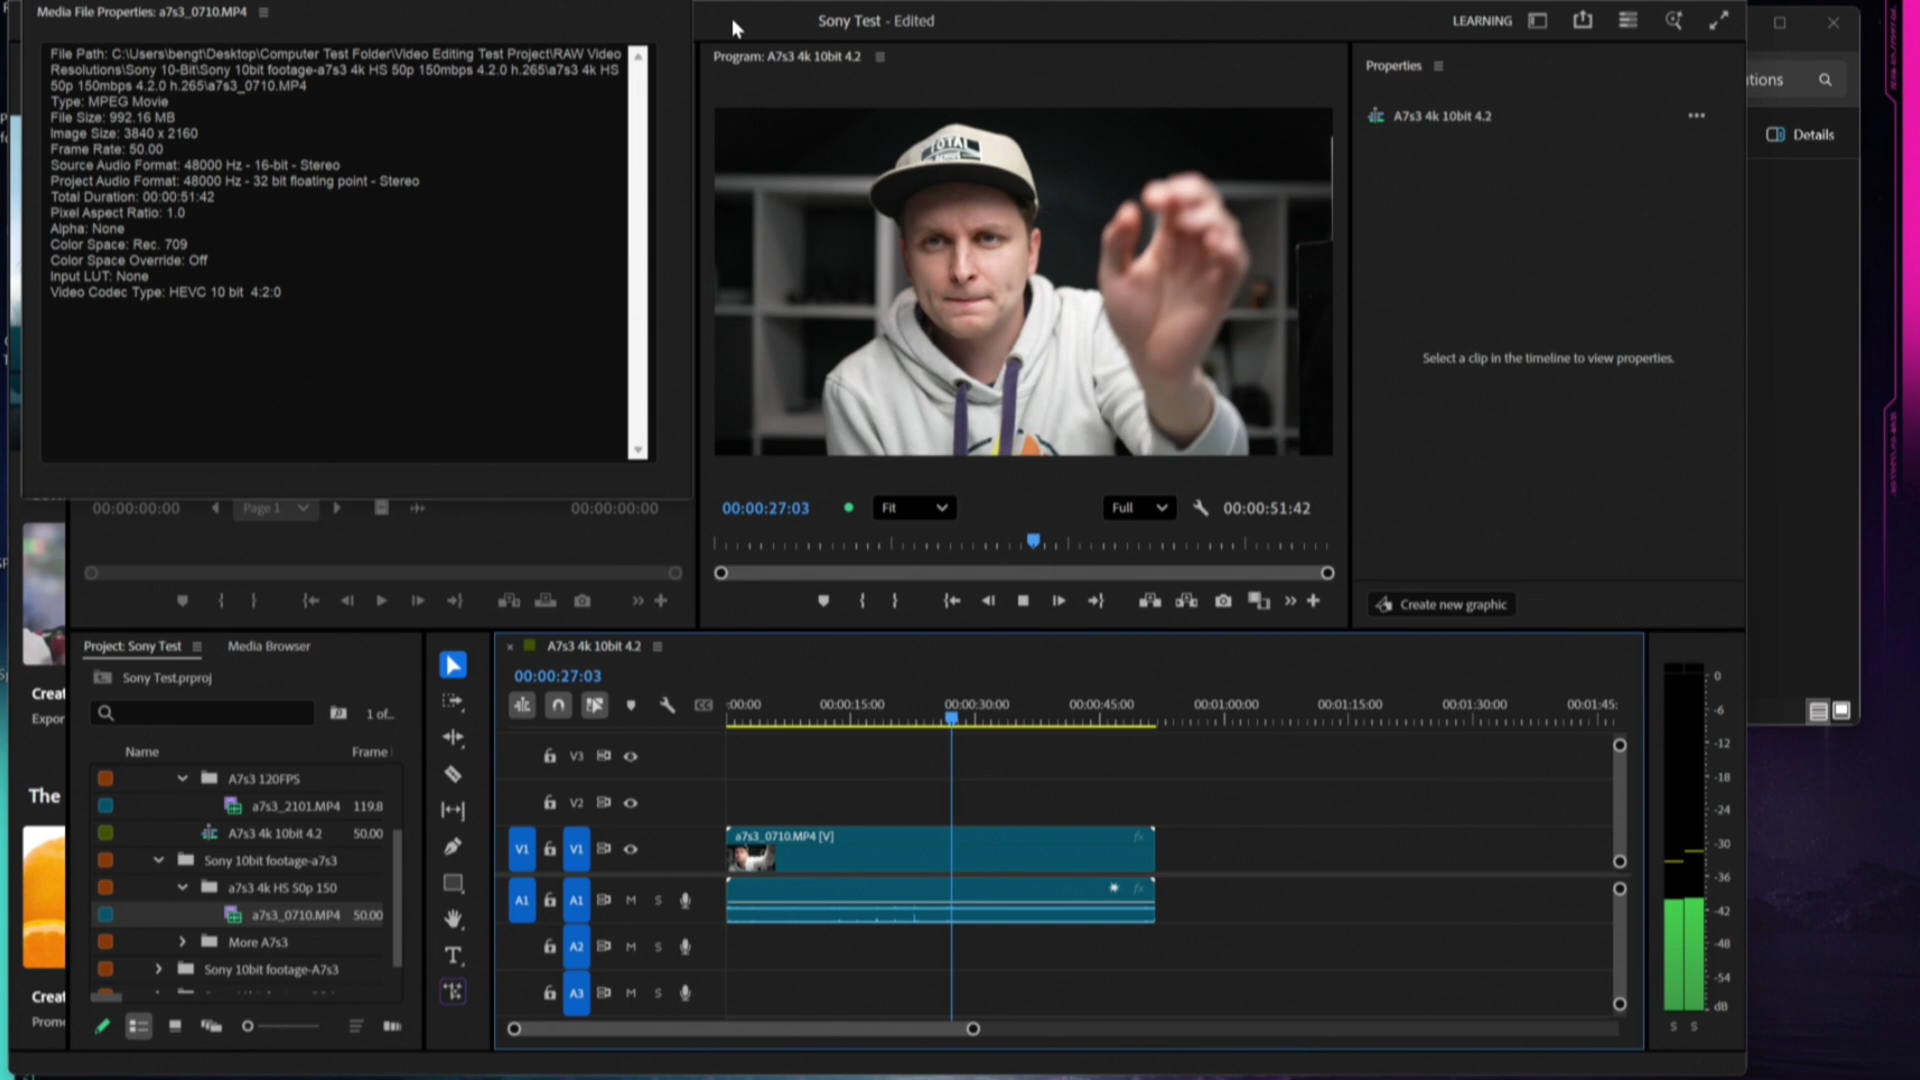 Media File Properties: a7s3_0710.MP4
File Path: C:\Users\bengt\Desktop\Computer Test Folder\Video Editing Test Project\RAW Video
Resolutions\Sony 10-Bit\Sony 10bit footage-a7s3 4k HS 50p 150mbps 4.2.0 h.265\a7s3 4k HS
50p 150mbps 4.2.0 h.265\a7s3_0710.MP4
Type: MPEG Movie
File Size: 992.16 MB
Image Size: 3840 x 2160
Frame Rate: 50.00
Source Audio Format: 48000 Hz - 16-bit - Stereo
Project Audio Format: 48000 Hz - 32 bit floating point - Stereo
Total Duration: 00:00:51:42
Pixel Aspect Ratio: 1.0
Alpha: None
Color Space: Rec. 709
Color Space Override: Off
Input LUT: None
Video Codec Type: HEVC 10 bit 4:2:0
Sony Test - Edited
LEARNING
Program: A7s3 4k 10bit 4.2
TOTAL
Properties
A7s3 4k 10bit 4.2
Select a clip in the timeline to view properties.
Create new graphic
Details
00:00:00:00
Page 1
00:00:00:00
00:00:27:03
Fit
Full
00:00:51:42
Project: Sony Test
Media Browser
Sony Test.prproj
1 of...
Name
Frame
A7s3 120FPS
a7s3_2101.MP4 119.8
A7s3 4k 10bit 4.2 50.00
Sony 10bit footage-a7s3
a7s3 4k HS 50p 150
a7s3_0710.MP4 50.00
More A7s3
Sony 10bit footage-A7s3
Creat
Expor
The
Creat
Prom
A7s3 4k 10bit 4.2
00:00:27:03
:00:00
00:00:15:00
00:00:30:00
00:00:45:00
00:01:00:00
00:01:15:00
00:01:30:00
00:01:45:
V3
V2
V1 V1
a7s3_0710.MP4 [V]
fx
A1 A1 M S
fx
A2 M S
A3 M S
0
-6
-12
-18
-24
-30
-36
-42
-48
-54
dB
S S